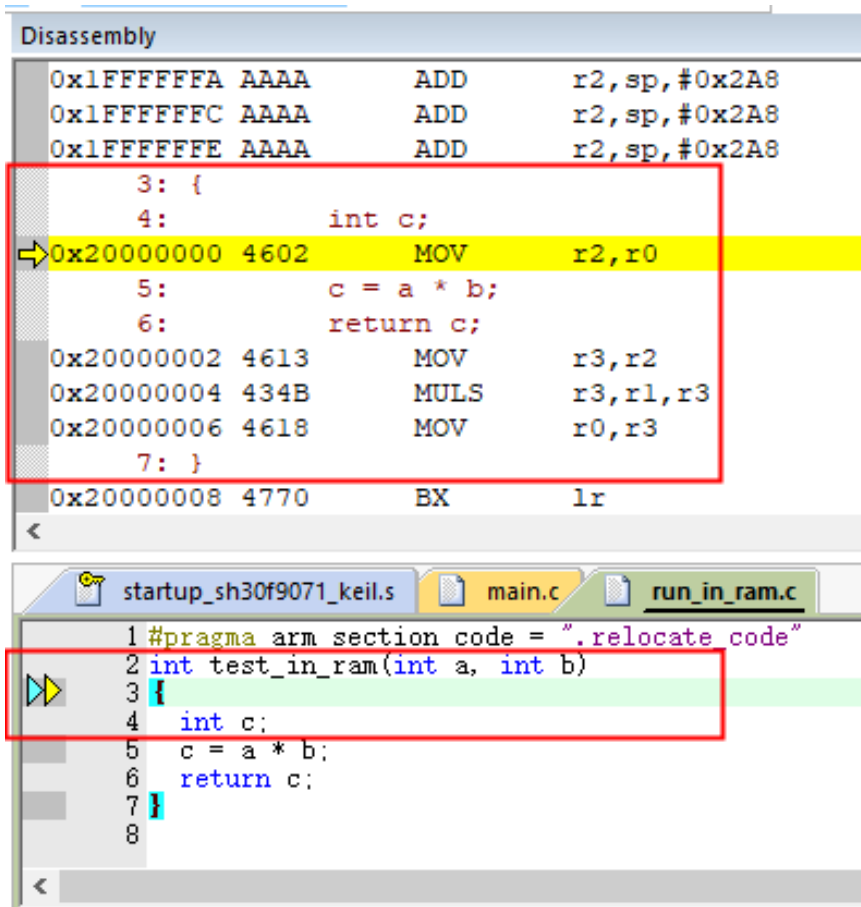 Disassembly
0x1FFFFFFA AAAA ADD r2,sp,#0x2A8
0x1FFFFFFC AAAA ADD r2,sp,#0x2A8
0x1FFFFFFE AAAA ADD r2,sp,#0x2A8
3: {
4: int c;
0x20000000 4602 MOV r2,r0
5: c = a * b;
6: return c;
0x20000002 4613 MOV r3,r2
0x20000004 434B MULS r3,r1,r3
0x20000006 4618 MOV r0,r3
7: }
0x20000008 4770 BX lr
startup_sh30f9071_keil.s main.c run_in_ram.c
1 #pragma arm section code = ".relocate_code"
2 int test_in_ram(int a, int b)
3 {
4 int c;
5 c = a * b;
6 return c;
7 }
8